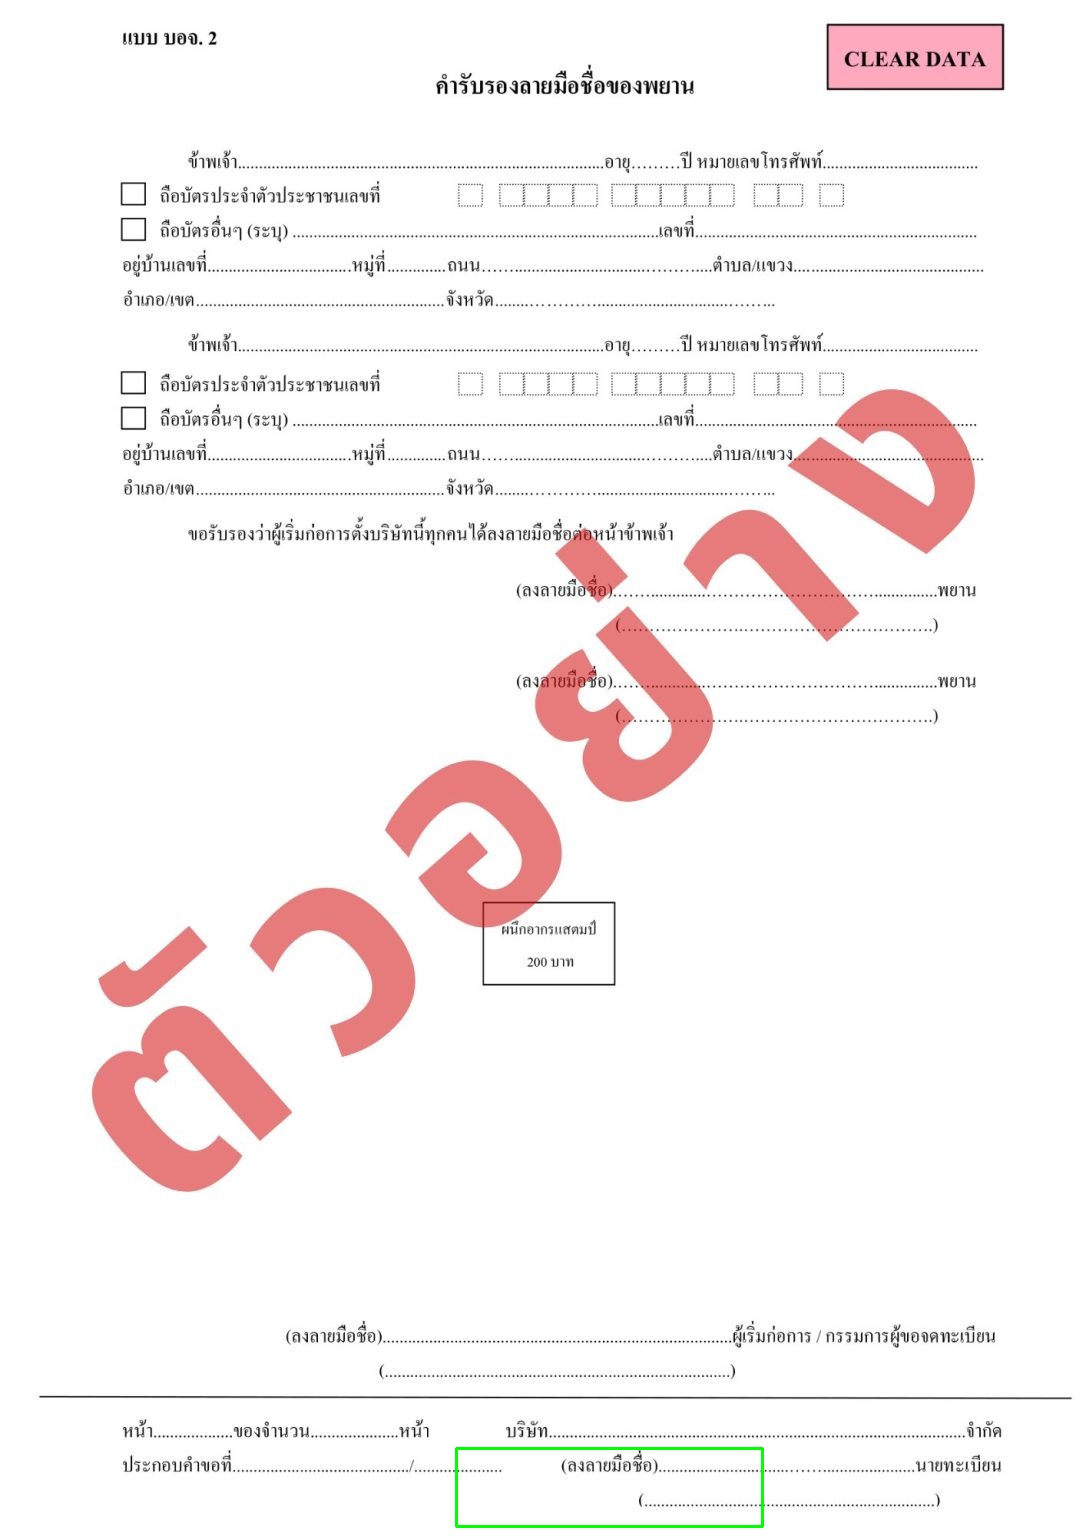 แบบ บอจ. 2
CLEAR DATA
คำรับรองลายมือชื่อของพยาน
ข้าพเจ้า.......................................................................................อายุ………ปี หมายเลขโทรศัพท์.....................................
ถือบัตรประจำตัวประชาชนเลขที่
ถือบัตรอื่นๆ (ระบุ) .......................................................................................เลขที่...................................................................
อยู่บ้านเลขที่..................................หมู่ที่..............ถนน……...............................………...ตำบล/แขวง.............................................
อำเภอ/เขต...........................................................จังหวัด.......…………...............................……...
ข้าพเจ้า.......................................................................................อายุ………ปี หมายเลขโทรศัพท์.....................................
ถือบัตรประจำตัวประชาชนเลขที่
ถือบัตรอื่นๆ (ระบุ) .......................................................................................เลขที่...................................................................
อยู่บ้านเลขที่..................................หมู่ที่..............ถนน……...............................………...ตำบล/แขวง.............................................
อำเภอ/เขต...........................................................จังหวัด.......…………...............................……...
ขอรับรองว่าผู้เริ่มก่อการตั้งบริษัทนี้ทุกคนได้ลงลายมือชื่อต่อหน้าข้าพเจ้า
(ลงลายมือชื่อ)……..............…………………………...............พยาน
(……………………………………………….)
(ลงลายมือชื่อ)……..............…………………………...............พยาน
(……………………………………………….)
ตัวอย่าง
ผนึกอากรแสตมป์
200 บาท
(ลงลายมือชื่อ)...................................................................................ผู้เริ่มก่อการ / กรรมการผู้ขอจดทะเบียน
(..................................................................................)
หน้า...................ของจำนวน.....................หน้า บริษัท...................................................................................................จำกัด
ประกอบคำขอที่........................................../..................... (ลงลายมือชื่อ)...............................……......................นายทะเบียน
(.....................................................................)